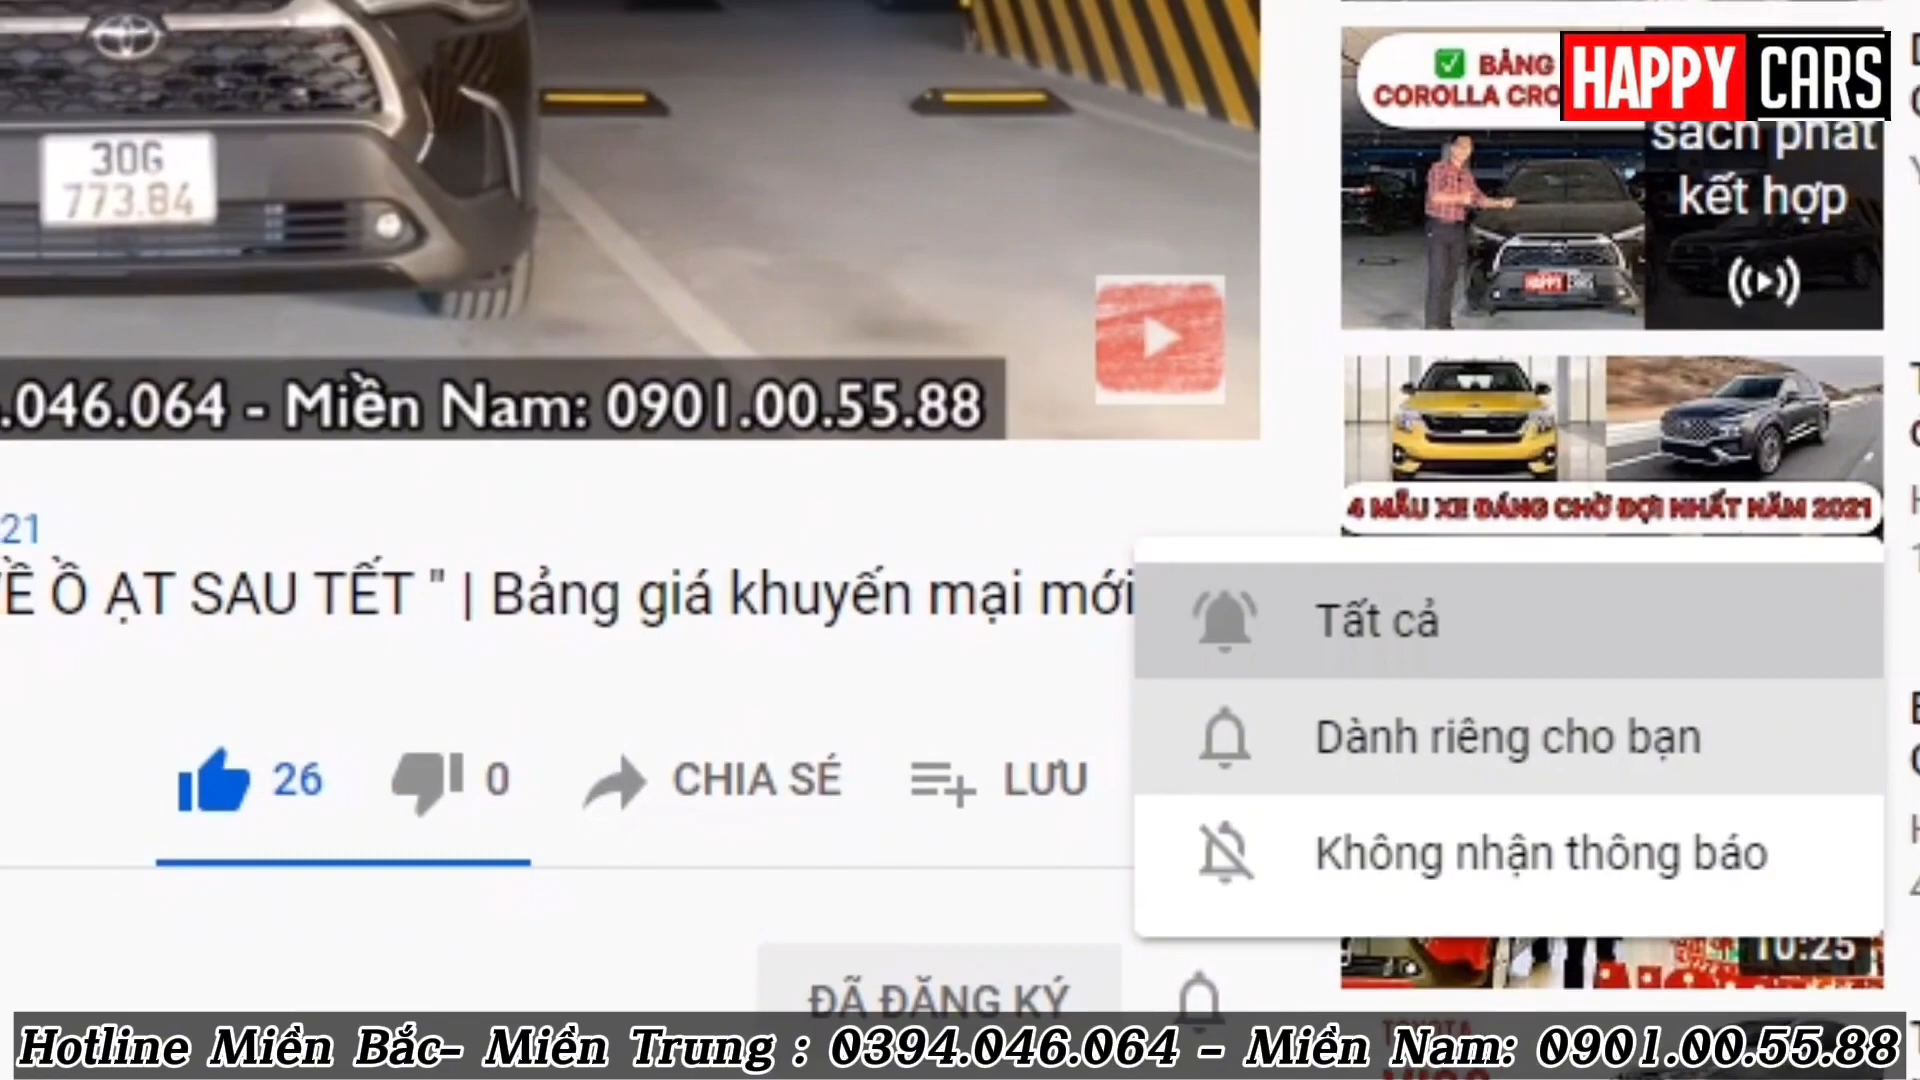 30G
773.84
.046.064 - Miền Nam: 0901.00.55.88
21
Ề Ồ ẠT SAU TẾT " | Bảng giá khuyến mại mới
26
0
CHIA SẺ
LƯU
ĐÃ ĐĂNG KÝ
✅ BẢNG
COROLLA CRO
HAPPY CARS
sách phát
kết hợp
HAPPY CARS
4 MẪU XE ĐÁNG CHỜ ĐỢI NHẤT NĂM 2021
Tất cả
Dành riêng cho bạn
Không nhận thông báo
10:25
TOYOTA
Hotline Miền Bắc- Miền Trung : 0394.046.064 - Miền Nam: 0901.00.55.88